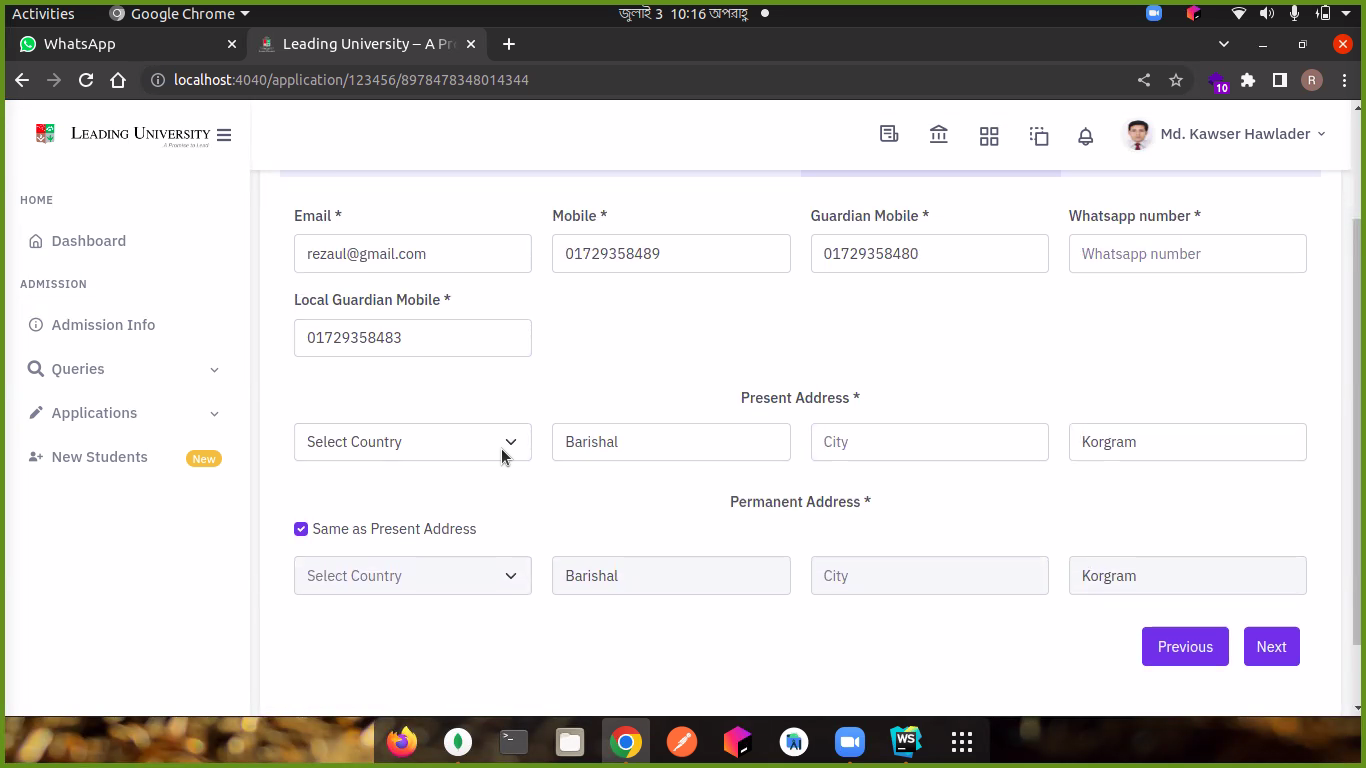 Activities Google Chrome জুলাই 3 10:16 অপরাহ্ণ
WhatsApp Leading University – A Pr
localhost:4040/application/123456/8978478348014344 10 R
LEADING UNIVERSITY
A Promise to Lead
Md. Kawser Hawlader
HOME
Dashboard
ADMISSION
Admission Info
Queries
Applications
New Students New
Email * Mobile * Guardian Mobile * Whatsapp number *
rezaul@gmail.com 01729358489 01729358480 Whatsapp number
Local Guardian Mobile *
01729358483
Present Address *
Select Country Barishal City Korgram
Permanent Address *
Same as Present Address
Select Country Barishal City Korgram
Previous Next
WS